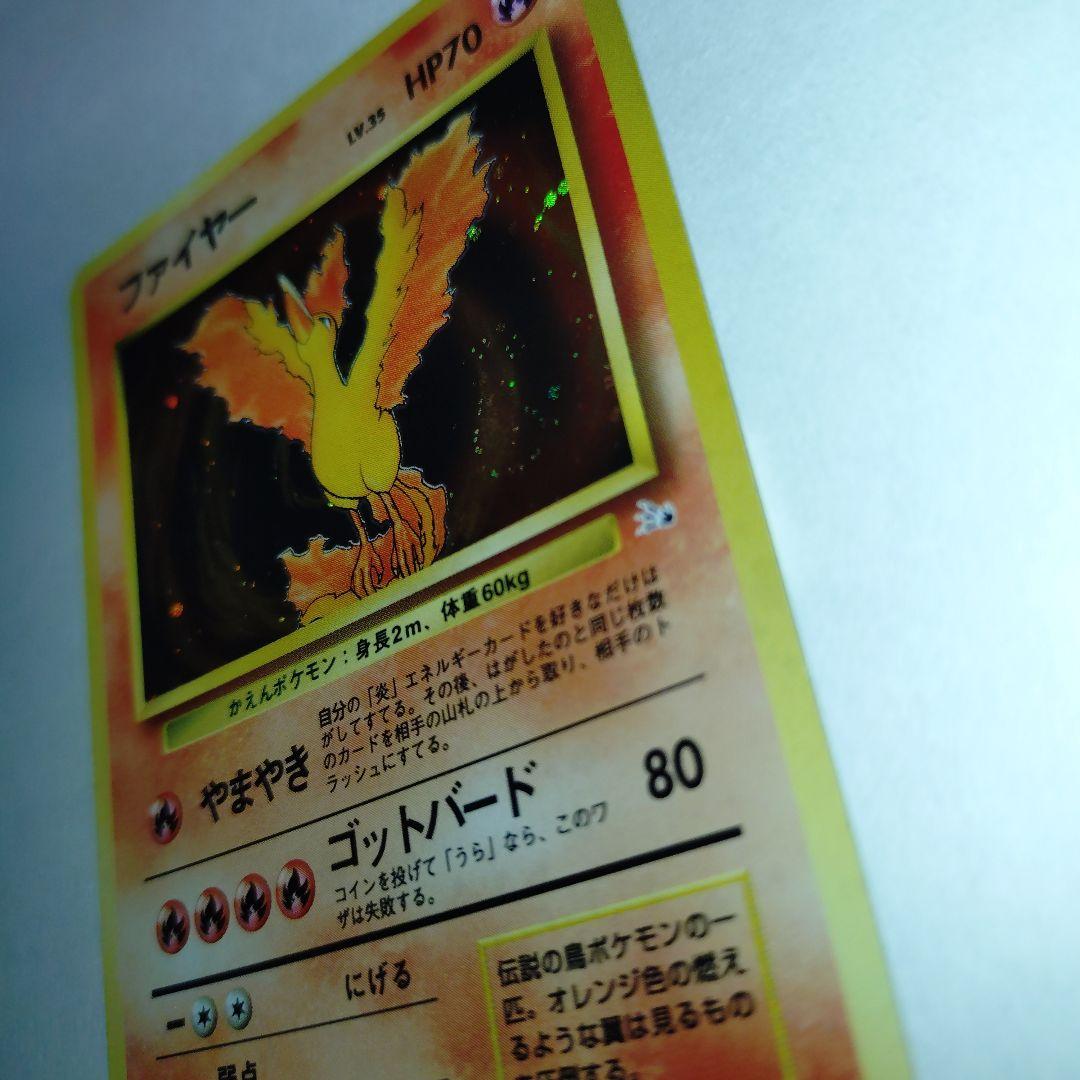 ファイヤー LV.35 HP70
かえんポケモン：身長2m、体重60kg
やまやき
自分の「炎」エネルギーカードを好きなだけは
がしてすてる。その後、はがしたのと同じ枚数
のカードを相手の山札の上から取り、相手のト
ラッシュにすてる。
ゴットバード 80
コインを投げて「うら」なら、このワ
ザは失敗する。
にげる
弱点
伝説の鳥ポケモンの一
匹。オレンジ色の燃え
るような翼は見るもの